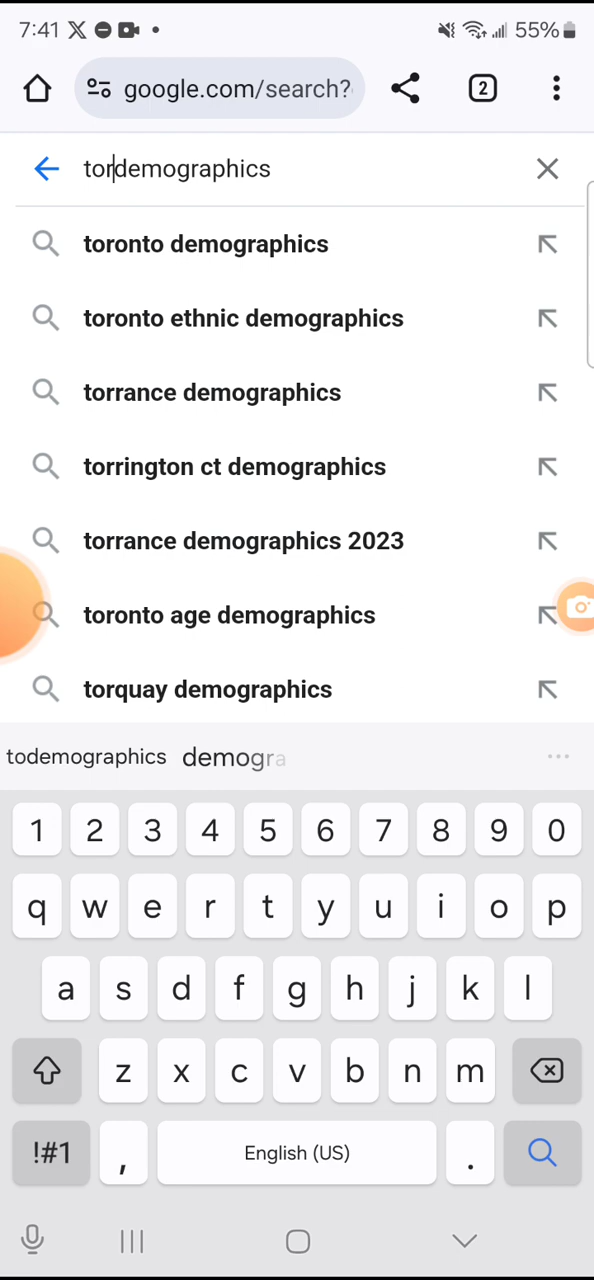 7:41 55%
google.com/search?
2
tordemographics
toronto demographics
toronto ethnic demographics
torrance demographics
torrington ct demographics
torrance demographics 2023
toronto age demographics
torquay demographics
todemographics demogra
1 2 3 4 5 6 7 8 9 0
q w e r t y u i o p
a s d f g h j k l
z x c v b n m
!#1 , English (US) .